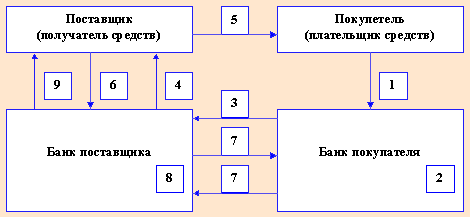 Поставщик
(получатель средств)
5
Покупетель
(плательщик средств)
9
6
4
1
3
Банк поставщика
7
Банк покупателя
8
7
2